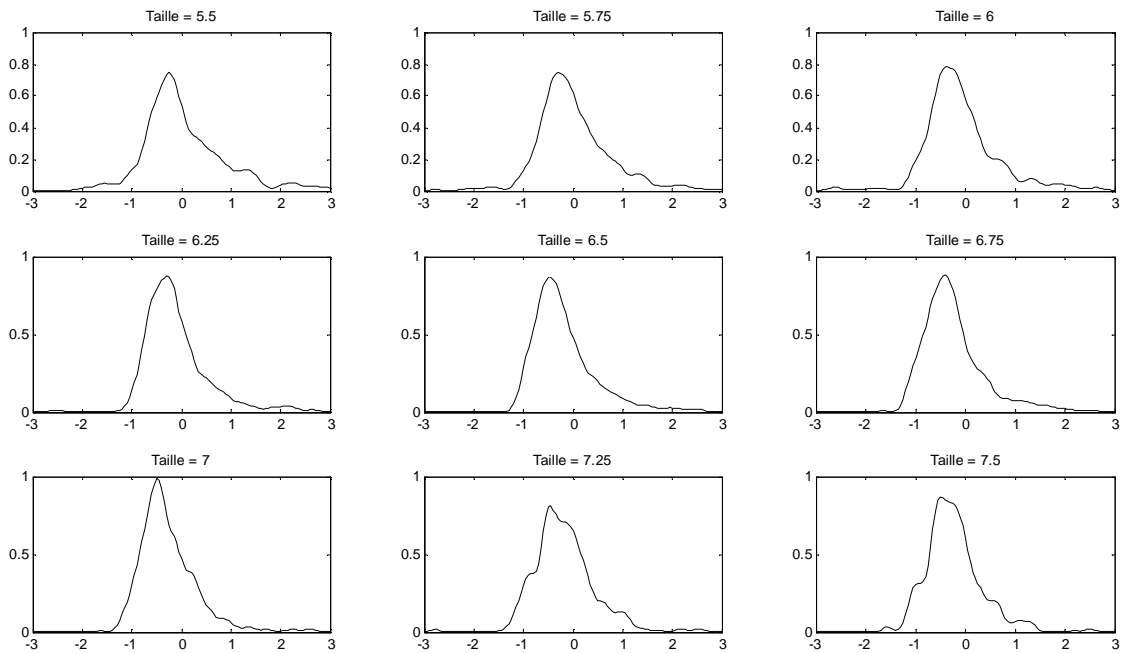 Taille = 5.5
1
0.8
0.6
0.4
0.2
0
-3 -2 -1 0 1 2 3
Taille = 5.75
1
0.8
0.6
0.4
0.2
0
-3 -2 -1 0 1 2 3
Taille = 6
1
0.8
0.6
0.4
0.2
0
-3 -2 -1 0 1 2 3
Taille = 6.25
1
0.5
0
-3 -2 -1 0 1 2 3
Taille = 6.5
1
0.5
0
-3 -2 -1 0 1 2 3
Taille = 6.75
1
0.5
0
-3 -2 -1 0 1 2 3
Taille = 7
1
0.5
0
-3 -2 -1 0 1 2 3
Taille = 7.25
1
0.5
0
-3 -2 -1 0 1 2 3
Taille = 7.5
1
0.5
0
-3 -2 -1 0 1 2 3